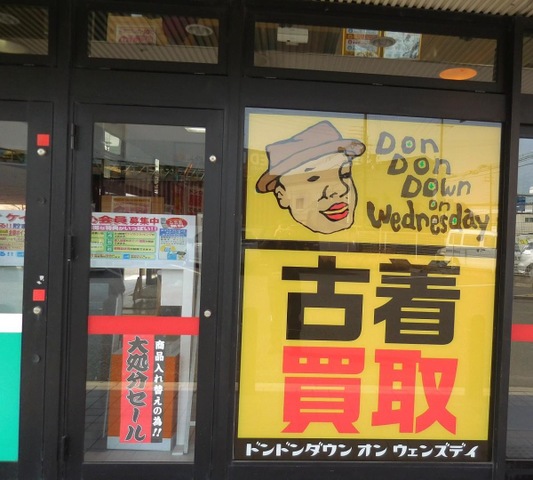 Don
Don
Down
on
Wednesday
古着
買取
ドンドンダウン オン ウェンズデイ
会員募集中
商品入れ替えの為!!
大処分セール